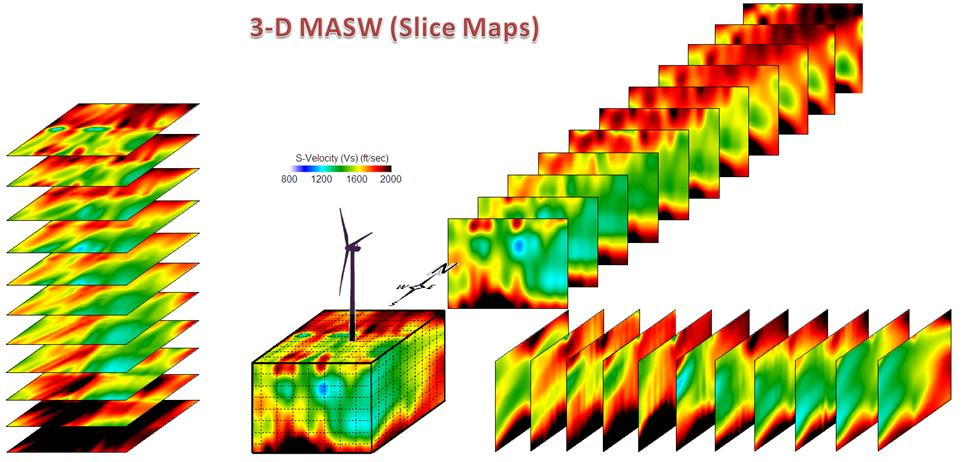 3-D MASW (Slice Maps)
S-Velocity (Vs) (ft/sec)
800 1200 1600 2000
N
W E
S